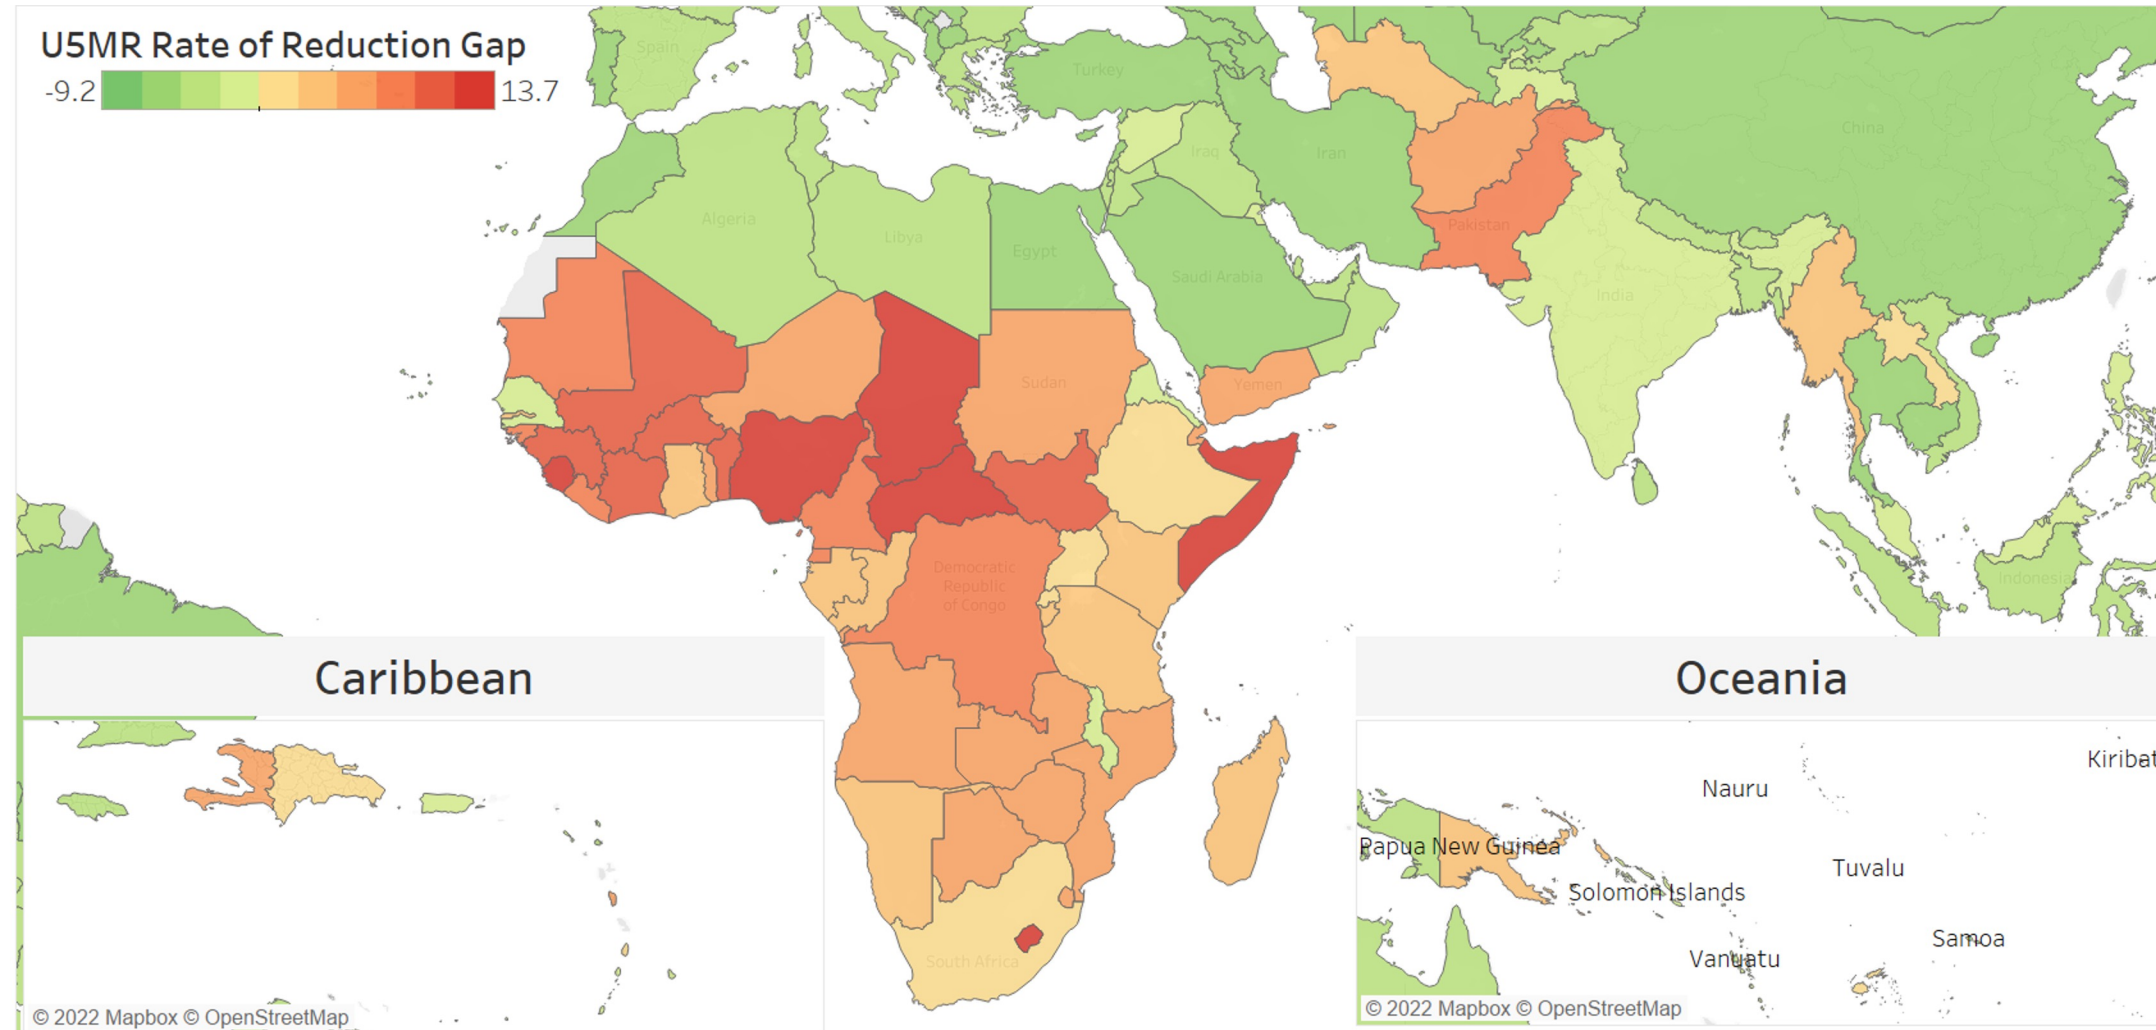 U5MR Rate of Reduction Gap
-9.2 13.7
Spain
Turkey
China
Iraq
Iran
Algeria
Libya
Egypt
Pakistan
Saudi Arabia
India
Sudan
Yemen
Democratic
Republic
of Congo
Indonesia
South Africa
Caribbean
© 2022 Mapbox © OpenStreetMap
Oceania
Kiribat
Nauru
Papua New Guinea
Tuvalu
Solomon Islands
Samoa
Vanuatu
© 2022 Mapbox © OpenStreetMap